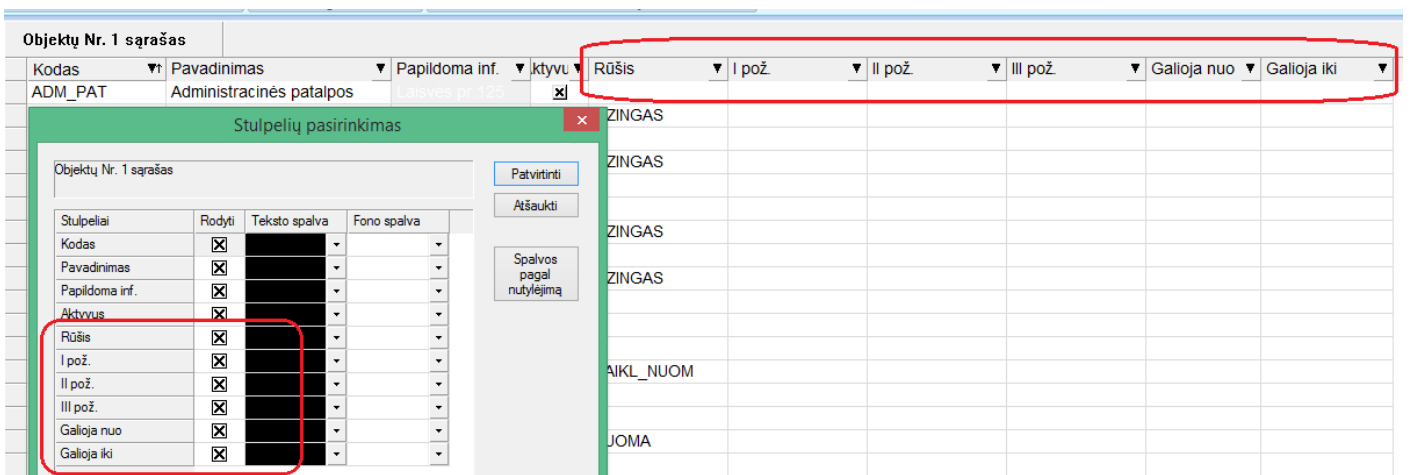 Objektų Nr. 1 sąrašas
Kodas Pavadinimas Papildoma inf. ktyvu Rūšis I pož. II pož. III pož. Galioja nuo Galioja iki
ADM_PAT Administracinės patalpos Laisvės pr 125
Stulpelių pasirinkimas
ZINGAS
Objektų Nr. 1 sąrašas
Patvirtinti
ZINGAS
Atšaukti
Stulpeliai Rodyti Teksto spalva Fono spalva
Kodas
ZINGAS
Pavadinimas
Spalvos
pagal
nutylėjimą
ZINGAS
Papildoma inf.
Aktyvus
Rūšis
I pož.
AIKL_NUOM
II pož.
III pož.
Galioja nuo
UOMA
Galioja iki